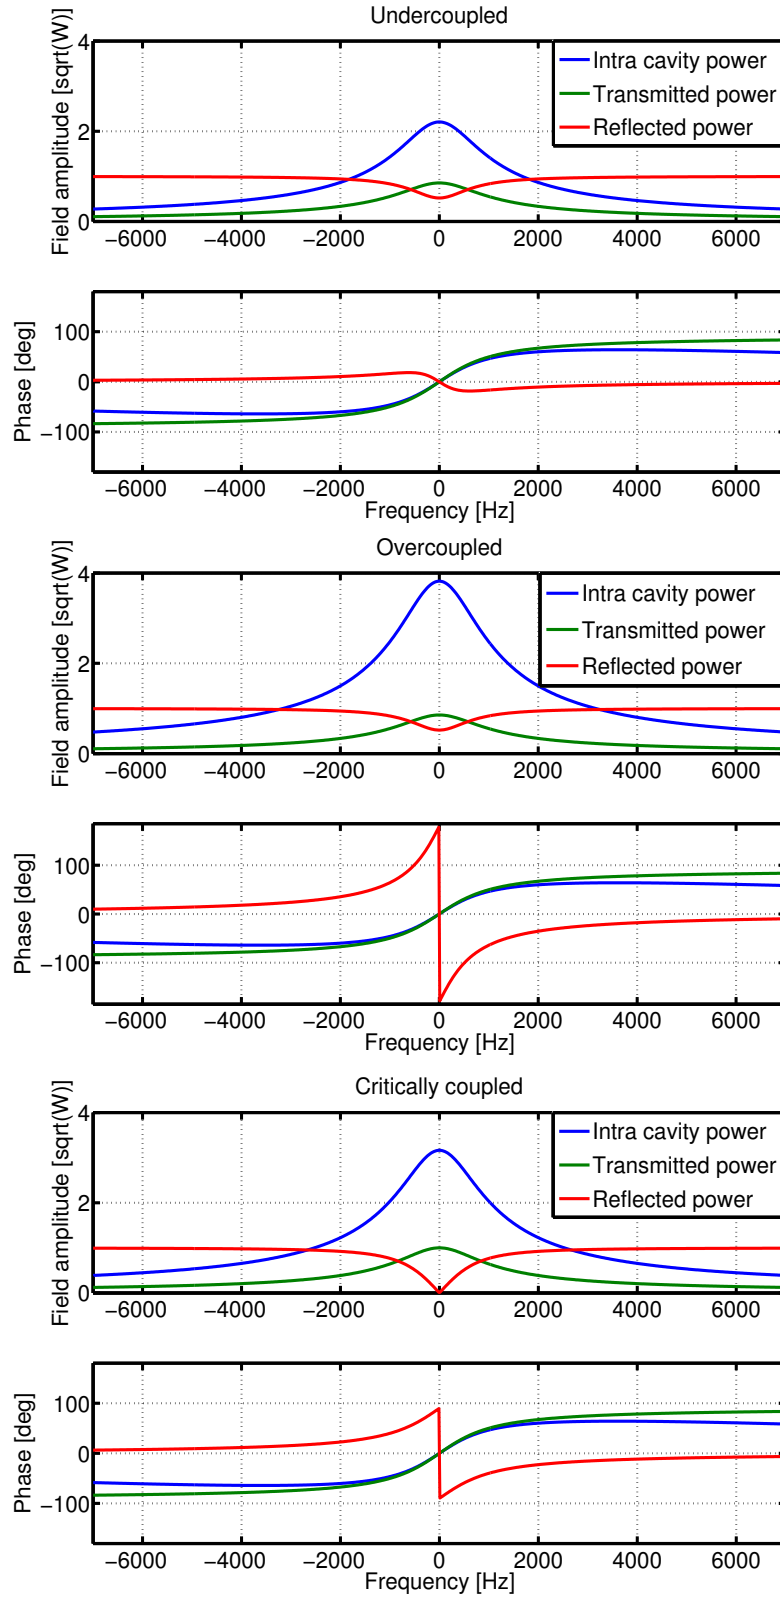 Undercoupled
Field amplitude [sqrt(W)]
4
2
0
Intra cavity power
Transmitted power
Reflected power
−6000 −4000 −2000 0 2000 4000 6000
Phase [deg]
100
0
−100
−6000 −4000 −2000 0 2000 4000 6000
Frequency [Hz]
Overcoupled
Field amplitude [sqrt(W)]
4
2
0
Intra cavity power
Transmitted power
Reflected power
−6000 −4000 −2000 0 2000 4000 6000
Phase [deg]
100
0
−100
−6000 −4000 −2000 0 2000 4000 6000
Frequency [Hz]
Critically coupled
Field amplitude [sqrt(W)]
4
2
0
Intra cavity power
Transmitted power
Reflected power
−6000 −4000 −2000 0 2000 4000 6000
Phase [deg]
100
0
−100
−6000 −4000 −2000 0 2000 4000 6000
Frequency [Hz]